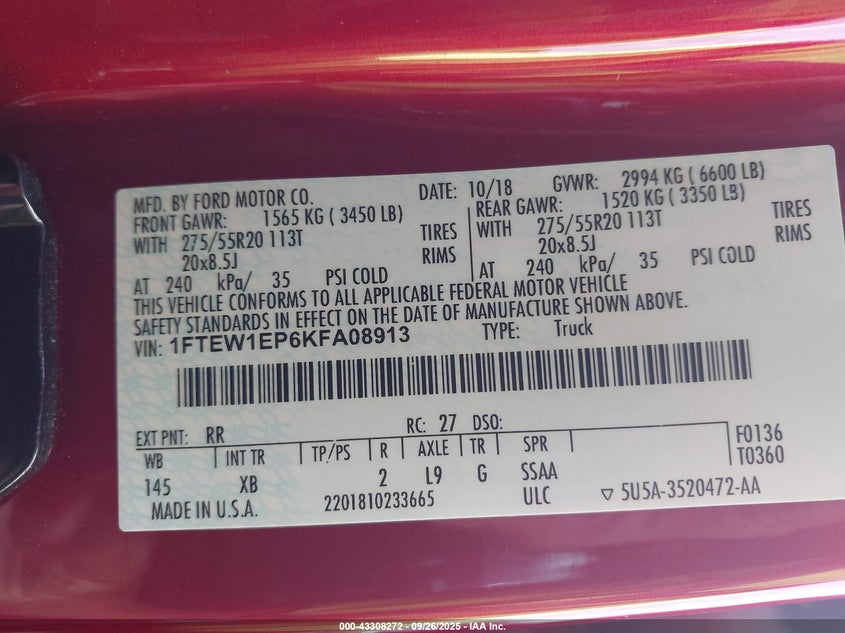 MFD. BY FORD MOTOR CO. DATE: 10/18 GVWR: 2994 KG ( 6600 LB)
FRONT GAWR: 1565 KG ( 3450 LB) REAR GAWR: 1520 KG ( 3350 LB)
WITH 275/55R20 113T TIRES WITH 275/55R20 113T TIRES
20x8.5J RIMS 20x8.5J RIMS
AT 240 kPa/ 35 PSI COLD AT 240 kPa/ 35 PSI COLD
THIS VEHICLE CONFORMS TO ALL APPLICABLE FEDERAL MOTOR VEHICLE
SAFETY STANDARDS IN EFFECT ON THE DATE OF MANUFACTURE SHOWN ABOVE.
VIN: 1FTEW1EP6KFA08913 TYPE: Truck
EXT PNT: RR RC: 27 DSO:
WB INT TR TP/PS R AXLE TR SPR F0136
145 XB 2 L9 G SSAA T0360
MADE IN U.S.A. 2201810233665 ULC ▽ 5U5A-3520472-AA
000-43308272 - 09/26/2025 - IAA Inc.